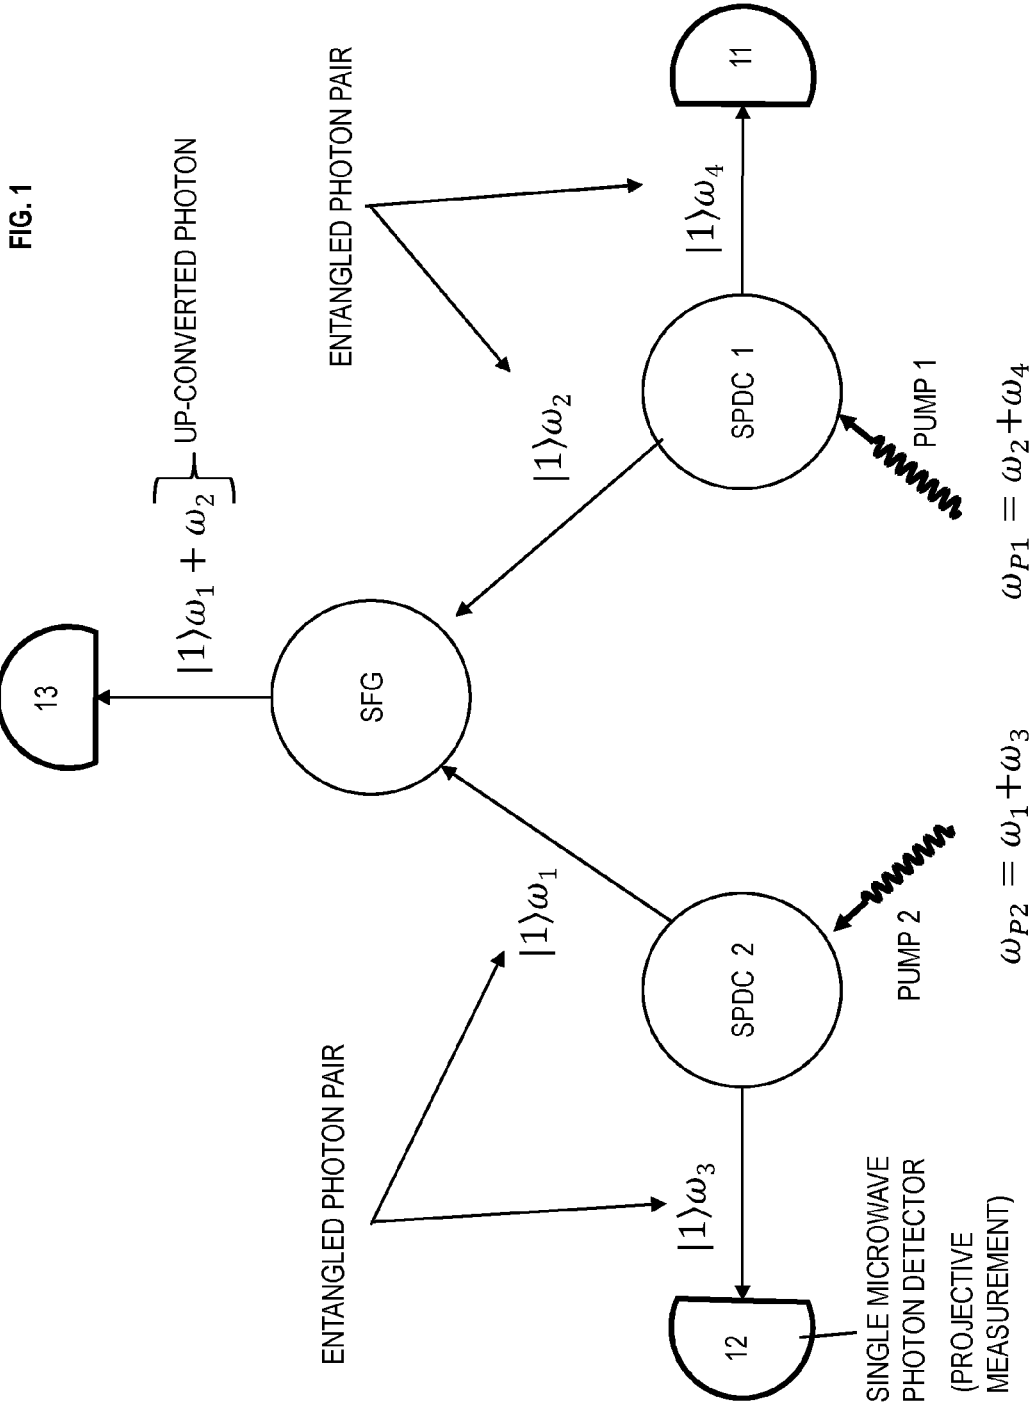 FIG. 1
13
|1⟩ω₁ + ω₂
UP-CONVERTED PHOTON
SFG
ENTANGLED PHOTON PAIR
ENTANGLED PHOTON PAIR
|1⟩ω₁
|1⟩ω₂
|1⟩ω₃
|1⟩ω₄
12
SPDC 2
SPDC 1
11
SINGLE MICROWAVE
PHOTON DETECTOR
(PROJECTIVE
MEASUREMENT)
PUMP 2
PUMP 1
ω_P2 = ω₁+ω₃
ω_P1 = ω₂+ω₄